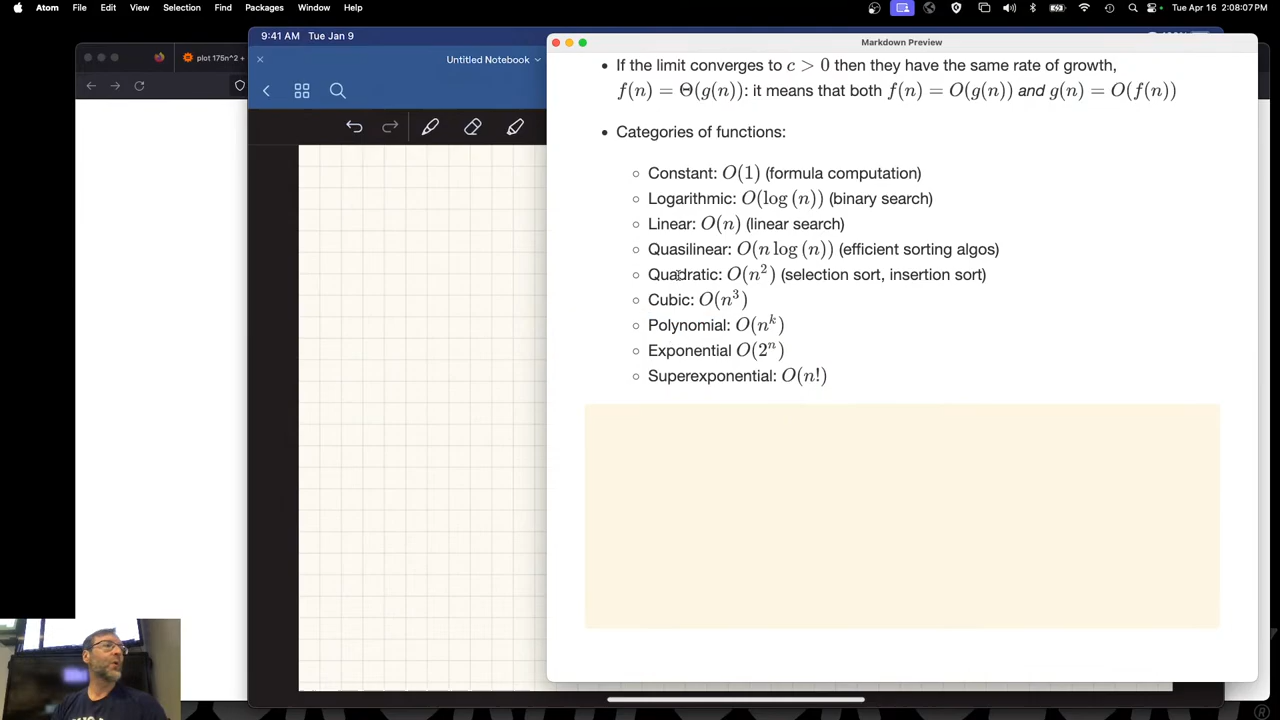 Atom File Edit View Selection Find Packages Window Help
Tue Apr 16 2:08:07 PM
9:41 AM Tue Jan 9
Markdown Preview
plot 175n^2 +
Untitled Notebook
If the limit converges to c > 0 then they have the same rate of growth,
f(n) = Θ(g(n)): it means that both f(n) = O(g(n)) and g(n) = O(f(n))
Categories of functions:
Constant: O(1) (formula computation)
Logarithmic: O(log (n)) (binary search)
Linear: O(n) (linear search)
Quasilinear: O(n log (n)) (efficient sorting algos)
Quadratic: O(n²) (selection sort, insertion sort)
Cubic: O(n³)
Polynomial: O(nᵏ)
Exponential O(2ⁿ)
Superexponential: O(n!)